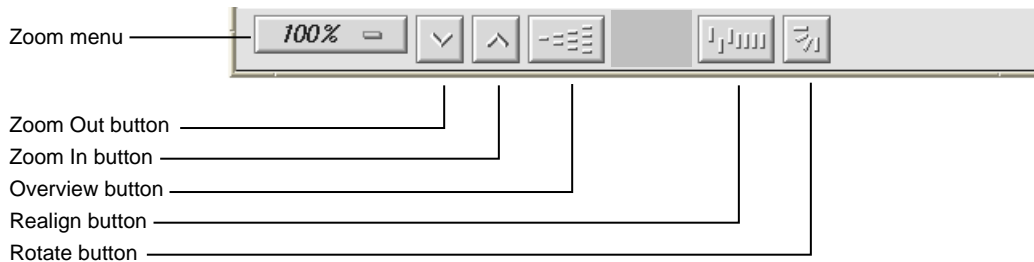 Zoom menu
100%
Zoom Out button
Zoom In button
Overview button
Realign button
Rotate button